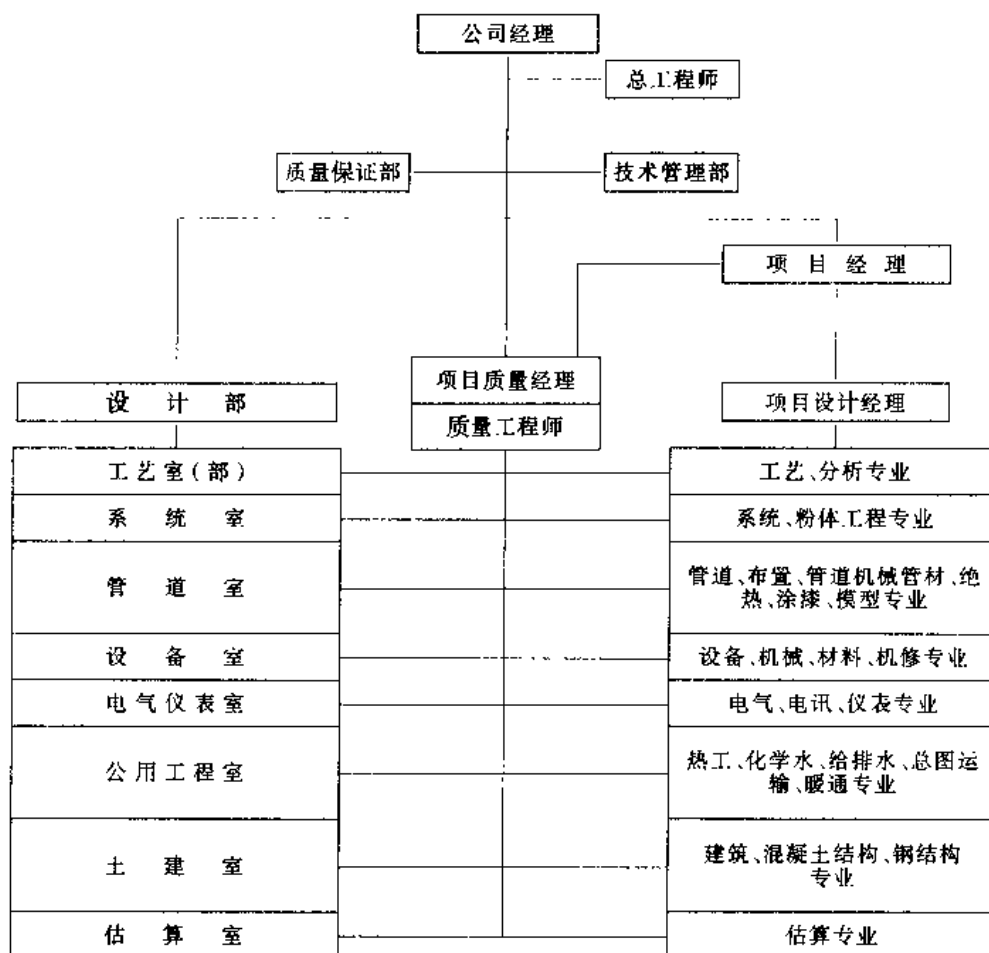 公司经理
总工程师
质量保证部
技术管理部
项目经理
项目质量经理
质量工程师
设计部
项目设计经理
工艺室(部)
工艺、分析专业
系统室
系统、粉体工程专业
管道室
管道、布置、管道机械管材、绝
热、涂漆、模型专业
设备室
设备、机械、材料、机修专业
电气仪表室
电气、电讯、仪表专业
公用工程室
热工、化学水、给排水、总图运
输、暖通专业
土建室
建筑、混凝土结构、钢结构
专业
估算室
估算专业